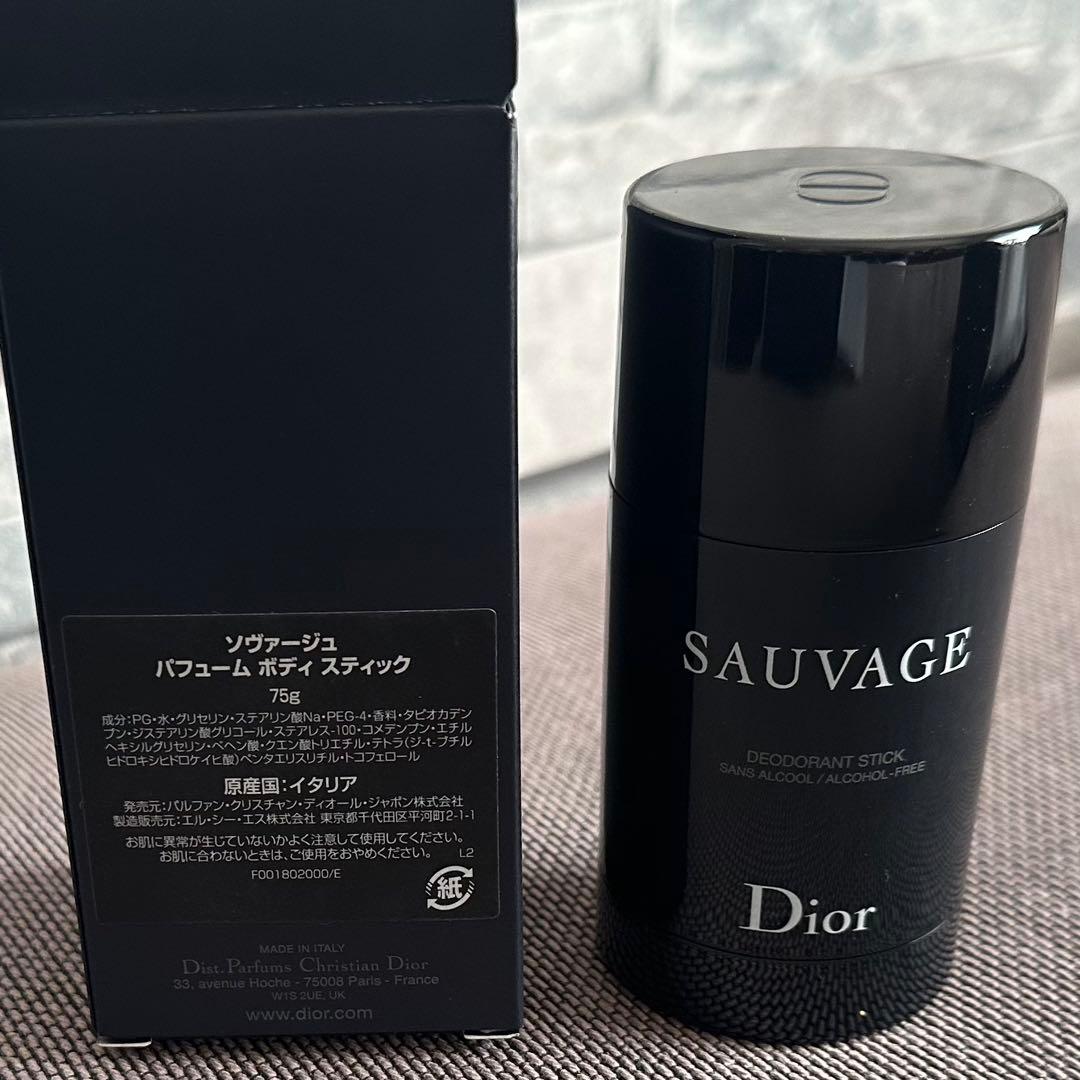 ソヴァージュ
パフューム ボディ スティック
75g
成分:PG・水・グリセリン・ステアリン酸Na・PEG-4・香料・タピオカデン
プン・ジステアリン酸グリコール・ステアレス-100・コメデンプン・エチル
ヘキシルグリセリン・ベヘン酸・クエン酸トリエチル・テトラ(ジ-t-ブチル
ヒドロキシヒドロケイヒ酸)ペンタエリスリチル・トコフェロール
原産国:イタリア
発売元:パルファン・クリスチャン・ディオール・ジャポン株式会社
製造販売元:エル・シー・エス株式会社 東京都千代田区平河町2-1-1
お肌に異常が生じていないかよく注意して使用してください。
お肌に合わないときは、ご使用をおやめください。 L2
F001802000/E
紙
MADE IN ITALY
Dist.Parfums Christian Dior
33, avenue Hoche - 75008 Paris - France
W1S 2UE, UK
www.dior.com
SAUVAGE
DEODORANT STICK
SANS ALCOOL / ALCOHOL-FREE
Dior